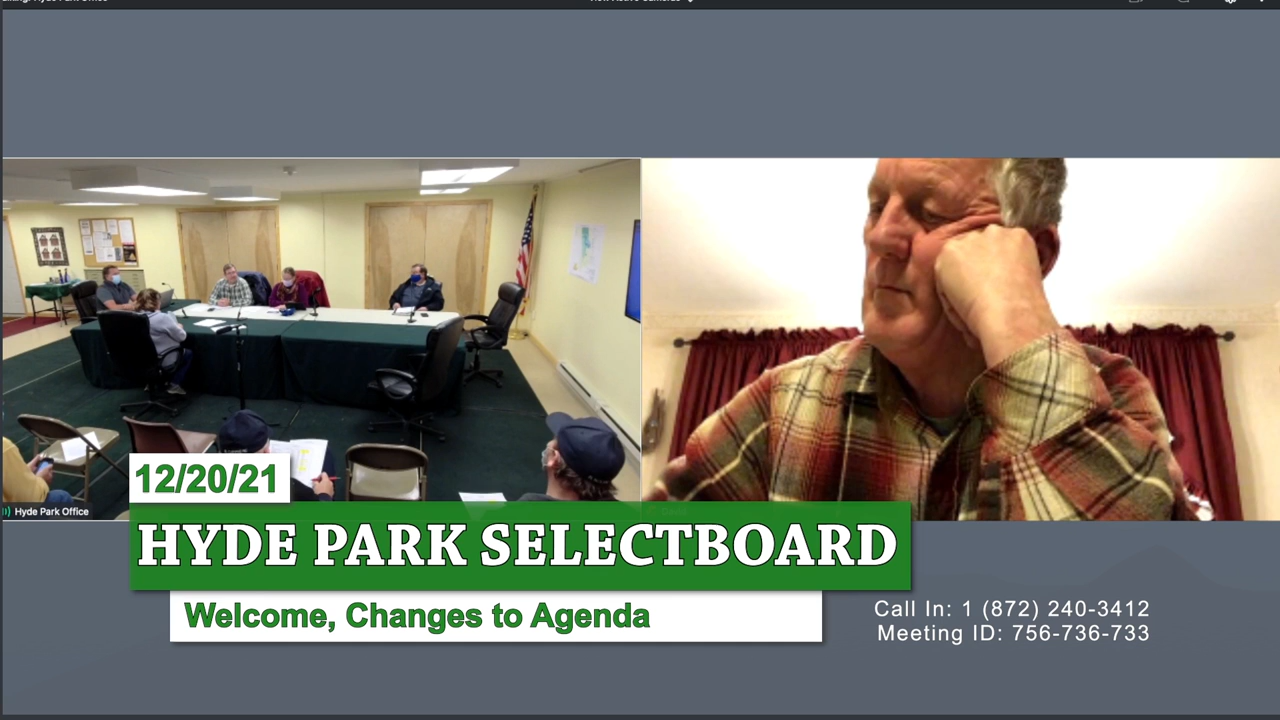 Hyde Park Office
12/20/21
HYDE PARK SELECTBOARD
Welcome, Changes to Agenda
Call In: 1 (872) 240-3412
Meeting ID: 756-736-733